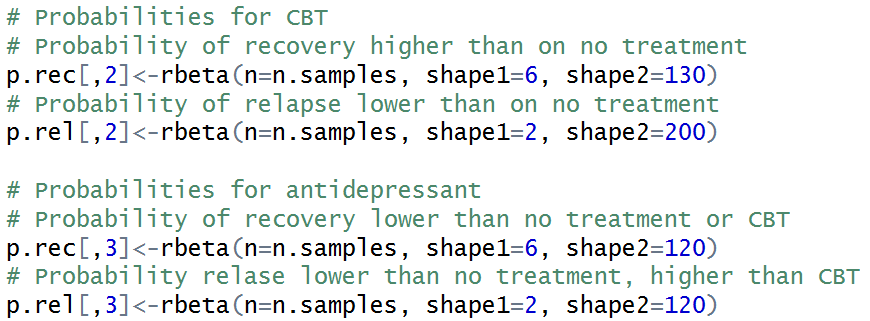 # Probabilities for CBT
# Probability of recovery higher than on no treatment
p.rec[,2]<-rbeta(n=n.samples, shape1=6, shape2=130)
# Probability of relapse lower than on no treatment
p.rel[,2]<-rbeta(n=n.samples, shape1=2, shape2=200)
# Probabilities for antidepressant
# Probability of recovery lower than no treatment or CBT
p.rec[,3]<-rbeta(n=n.samples, shape1=6, shape2=120)
# Probability relase lower than no treatment, higher than CBT
p.rel[,3]<-rbeta(n=n.samples, shape1=2, shape2=120)